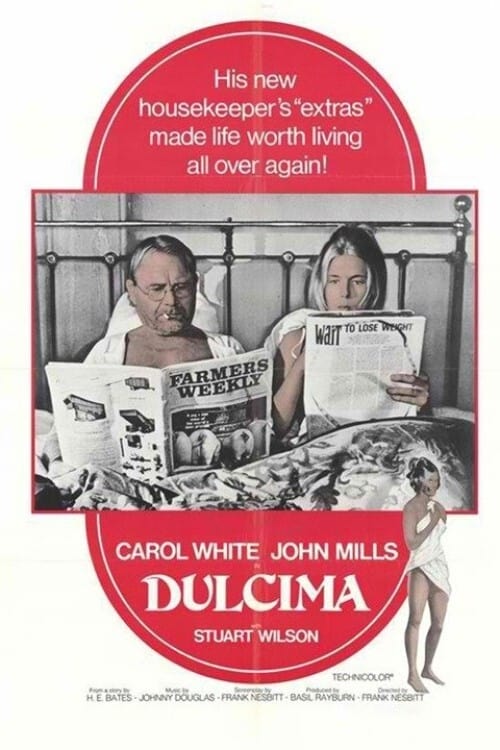 His new
housekeeper's "extras"
made life worth living
all over again!
FARMERS
WEEKLY
WaIT TO LOSE WEIGHT
CAROL WHITE JOHN MILLS
in
DULCIMA
with
STUART WILSON
TECHNICOLOR®
From a story by Music by Screenplay by Produced by Directed by
H. E. BATES - JOHNNY DOUGLAS - FRANK NESBITT - BASIL RAYBURN - FRANK NESBITT